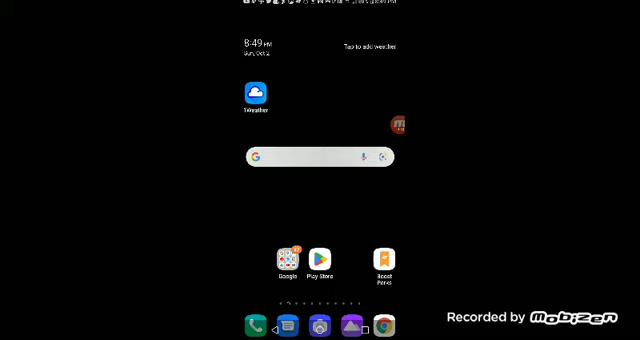 8:49 PM
Sun, Oct 2
Tap to add weather
1Weather
G
Google
Play Store
Boost
Perks
Recorded by Mobizen